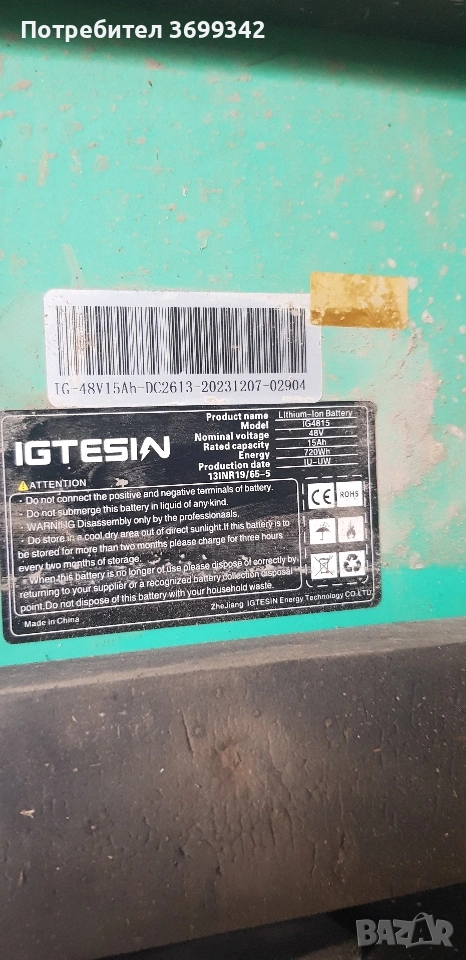 Потребител 3699342
IG-48V15Ah-DC2613-20231207-02904
IGTESIN
Product name Lithium-Ion Battery
Model IG4815
Nominal voltage 48V
Rated capacity 15Ah
Energy 720Wh
Production date IU-UW
13INR19/65-5
ATTENTION
- Do not connect the positive and negative terminals of battery.
- Do not submerge this battery in liquid of any kind.
- WARNING Disassembly only by the professionaals.
- Do store in a cool,dry area out of direct sunlight.If this battery is to
be stored for more than two months please charge for three hours
every two months of storage.
- When this battery is no longer of use please dispose of correctly by
returning to your supplier or a recognized battery collection disposal
point.Do not dispose of this battery with your household waste.
CE ROHS
ZheJiang IGTESIN Energy Technology CO.LTD
Made in China
BAZAR